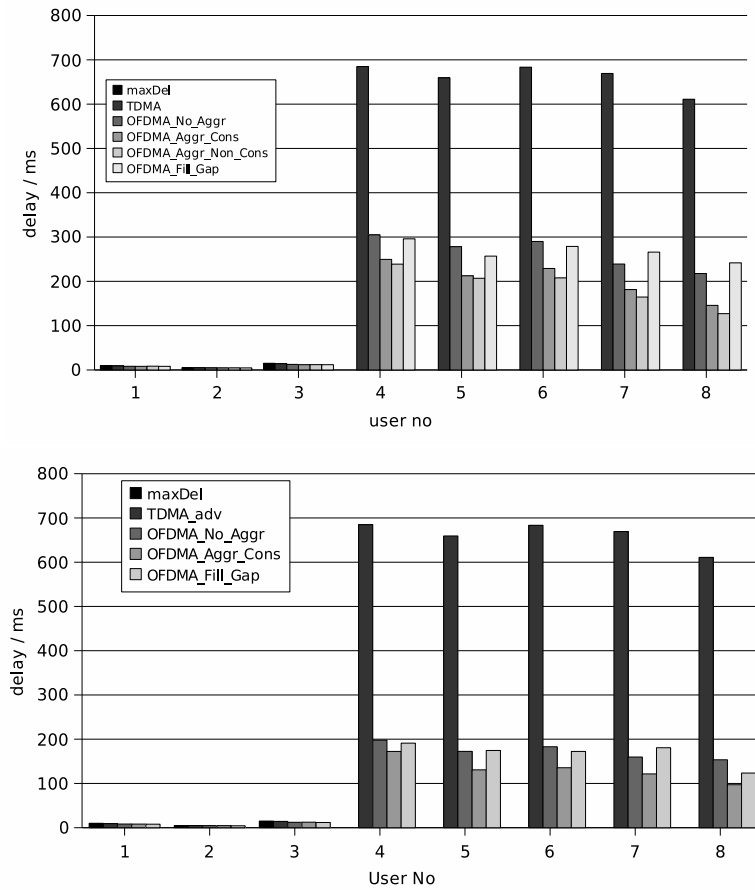 800
700
600
500
400
300
200
100
0
delay / ms
maxDel
TDMA
OFDMA_No_Aggr
OFDMA_Aggr_Cons
OFDMA_Aggr_Non_Cons
OFDMA_Fill_Gap
1 2 3 4 5 6 7 8
user no
800
700
600
500
400
300
200
100
0
delay / ms
maxDel
TDMA_adv
OFDMA_No_Aggr
OFDMA_Aggr_Cons
OFDMA_Fill_Gap
1 2 3 4 5 6 7 8
User No